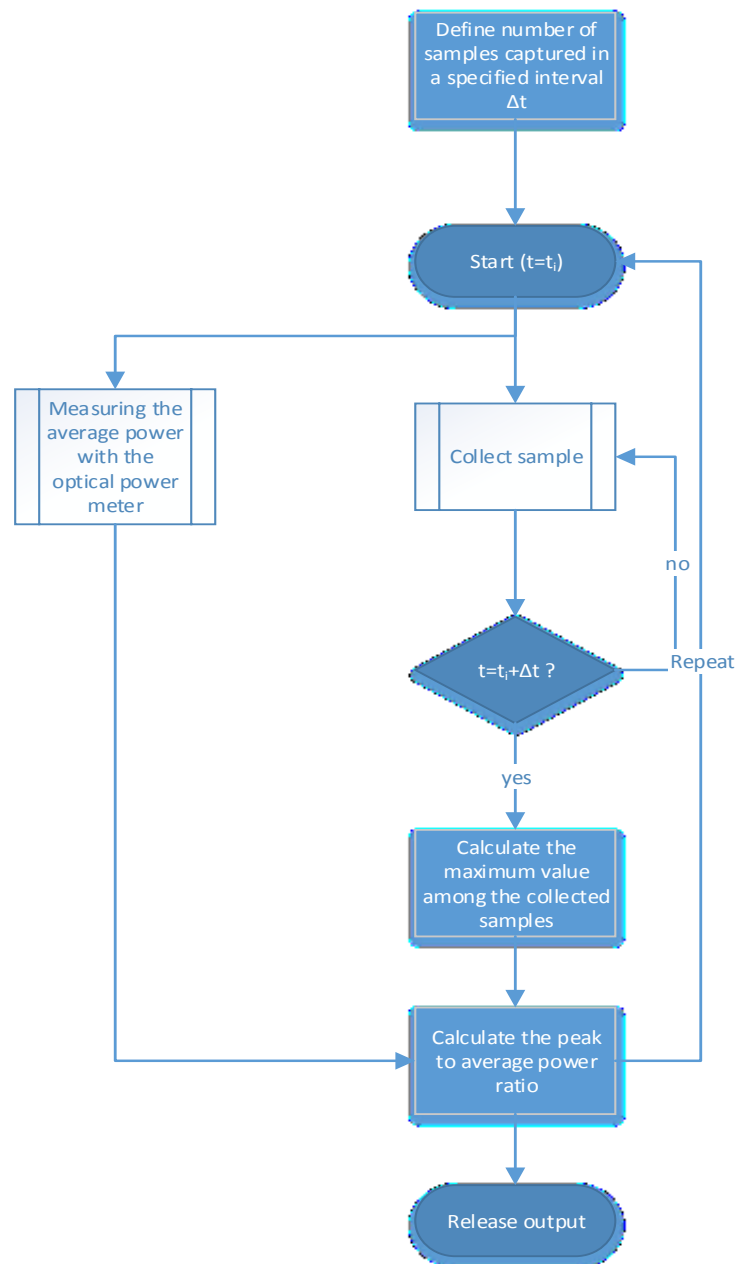 Define number of
samples captured in
a specified interval
Δt
Start (t=tᵢ)
Measuring the
average power
with the
optical power
meter
Collect sample
no
t=tᵢ+Δt ?
Repeat
yes
Calculate the
maximum value
among the collected
samples
Calculate the peak
to average power
ratio
Release output